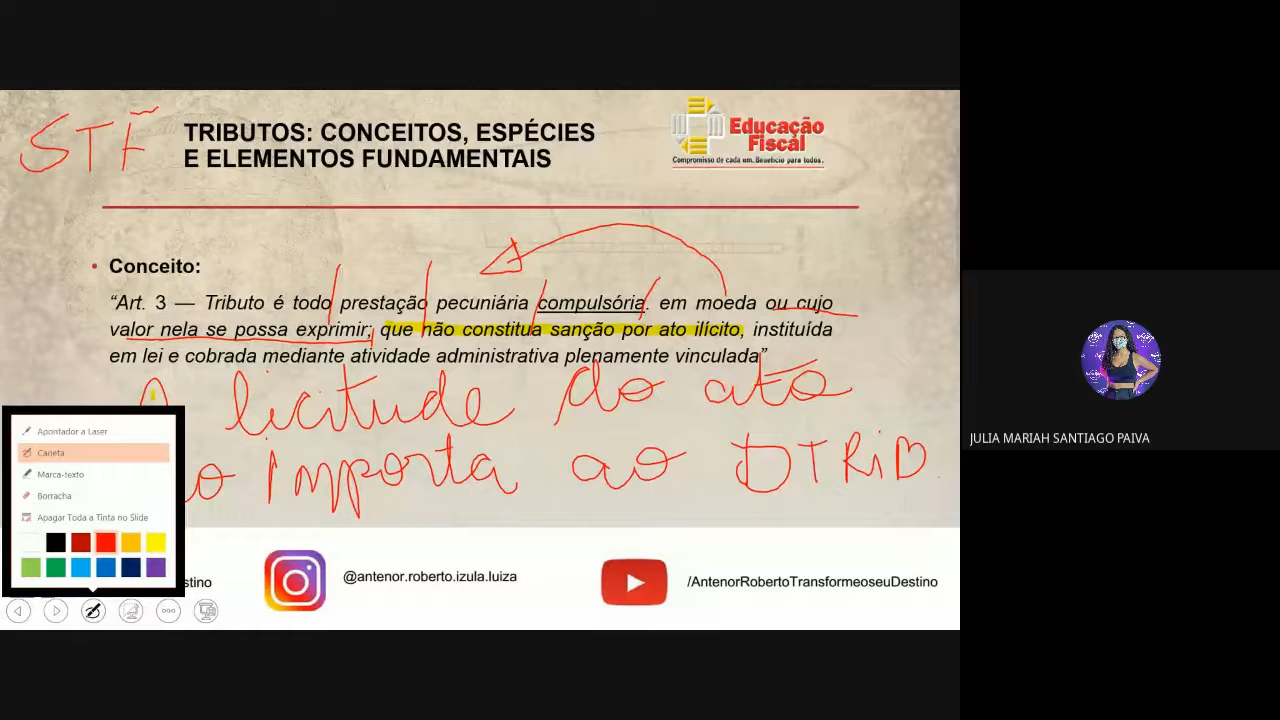 STF
TRIBUTOS: CONCEITOS, ESPÉCIES
E ELEMENTOS FUNDAMENTAIS
Educação
Fiscal
Compromisso de cada um. Benefício para todos.
• Conceito:
“Art. 3 — Tributo é todo prestação pecuniária compulsória. em moeda ou cujo
valor nela se possa exprimir; que não constitua sanção por ato ilícito, instituída
em lei e cobrada mediante atividade administrativa plenamente vinculada”
A licitude do ato
o importa ao DTRIB.
Apontador a Laser
Caneta
Marca-texto
Borracha
Apagar Toda a Tinta no Slide
stino
@antenor.roberto.izula.luiza
/AntenorRobertoTransformeoseuDestino
JULIA MARIAH SANTIAGO PAIVA